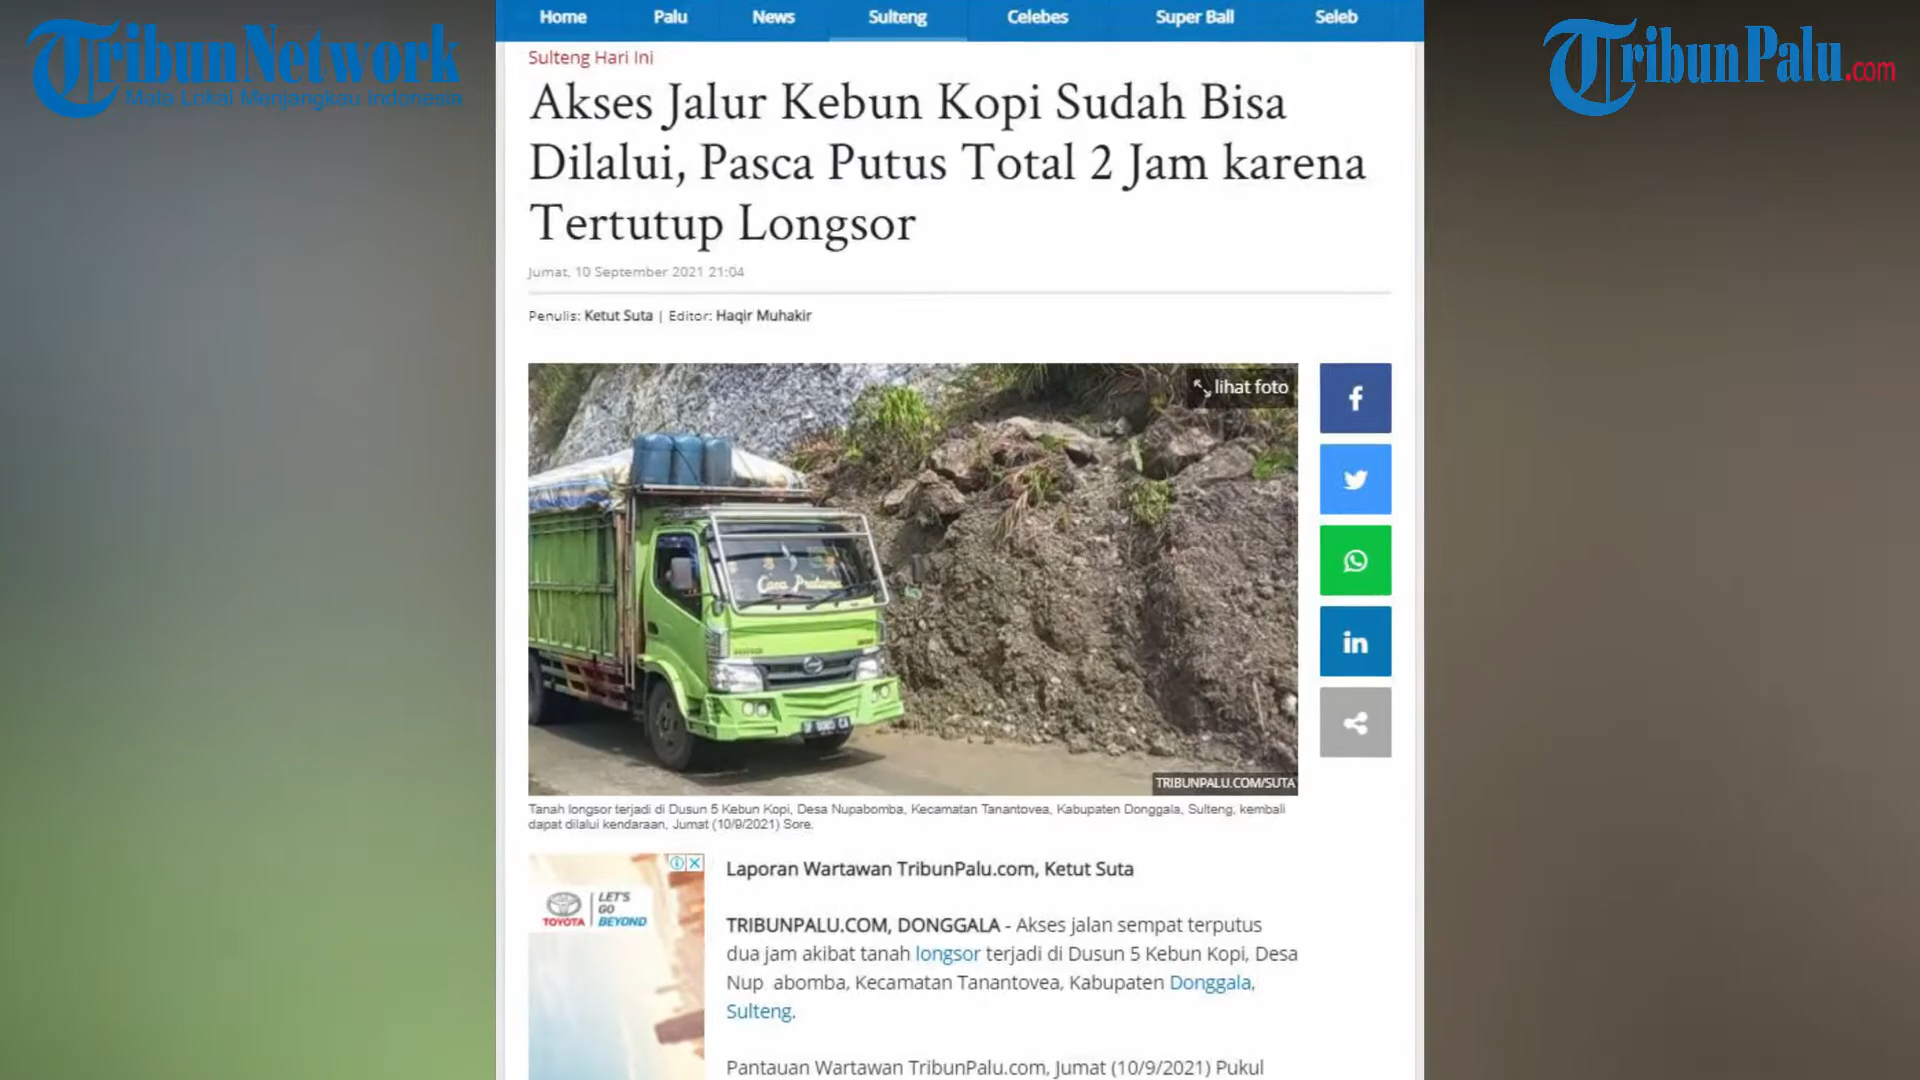 TribunNetwork
Mata Lokal Menjangkau Indonesia
TribunPalu.com
Home Palu News Sulteng Celebes Super Ball Seleb
Sulteng Hari Ini
Akses Jalur Kebun Kopi Sudah Bisa
Dilalui, Pasca Putus Total 2 Jam karena
Tertutup Longsor
Jumat, 10 September 2021 21:04
Penulis: Ketut Suta | Editor: Haqir Muhakir
lihat foto
TRIBUNPALU.COM/SUTA
Tanah longsor terjadi di Dusun 5 Kebun Kopi, Desa Nupabomba, Kecamatan Tanantovea, Kabupaten Donggala, Sulteng, kembali
dapat dilalui kendaraan, Jumat (10/9/2021) Sore.
TOYOTA
LET'S
GO
BEYOND
Laporan Wartawan TribunPalu.com, Ketut Suta
TRIBUNPALU.COM, DONGGALA - Akses jalan sempat terputus
dua jam akibat tanah longsor terjadi di Dusun 5 Kebun Kopi, Desa
Nup abomba, Kecamatan Tanantovea, Kabupaten Donggala,
Sulteng.
Pantauan Wartawan TribunPalu.com, Jumat (10/9/2021) Pukul